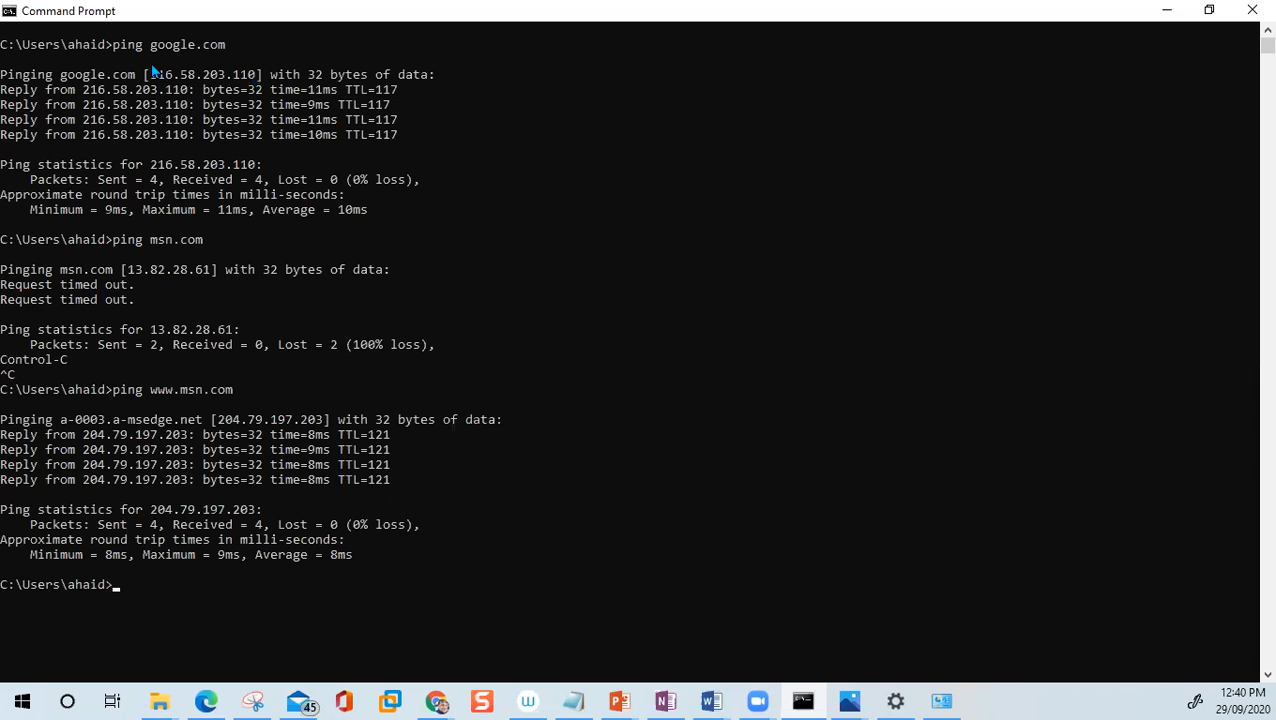 Command Prompt
C:\Users\ahaid>ping google.com
Pinging google.com [216.58.203.110] with 32 bytes of data:
Reply from 216.58.203.110: bytes=32 time=11ms TTL=117
Reply from 216.58.203.110: bytes=32 time=9ms TTL=117
Reply from 216.58.203.110: bytes=32 time=11ms TTL=117
Reply from 216.58.203.110: bytes=32 time=10ms TTL=117
Ping statistics for 216.58.203.110:
Packets: Sent = 4, Received = 4, Lost = 0 (0% loss),
Approximate round trip times in milli-seconds:
Minimum = 9ms, Maximum = 11ms, Average = 10ms
C:\Users\ahaid>ping msn.com
Pinging msn.com [13.82.28.61] with 32 bytes of data:
Request timed out.
Request timed out.
Ping statistics for 13.82.28.61:
Packets: Sent = 2, Received = 0, Lost = 2 (100% loss),
Control-C
^C
C:\Users\ahaid>ping www.msn.com
Pinging a-0003.a-msedge.net [204.79.197.203] with 32 bytes of data:
Reply from 204.79.197.203: bytes=32 time=8ms TTL=121
Reply from 204.79.197.203: bytes=32 time=9ms TTL=121
Reply from 204.79.197.203: bytes=32 time=8ms TTL=121
Reply from 204.79.197.203: bytes=32 time=8ms TTL=121
Ping statistics for 204.79.197.203:
Packets: Sent = 4, Received = 4, Lost = 0 (0% loss),
Approximate round trip times in milli-seconds:
Minimum = 8ms, Maximum = 9ms, Average = 8ms
C:\Users\ahaid>
45
12:40 PM
29/09/2020